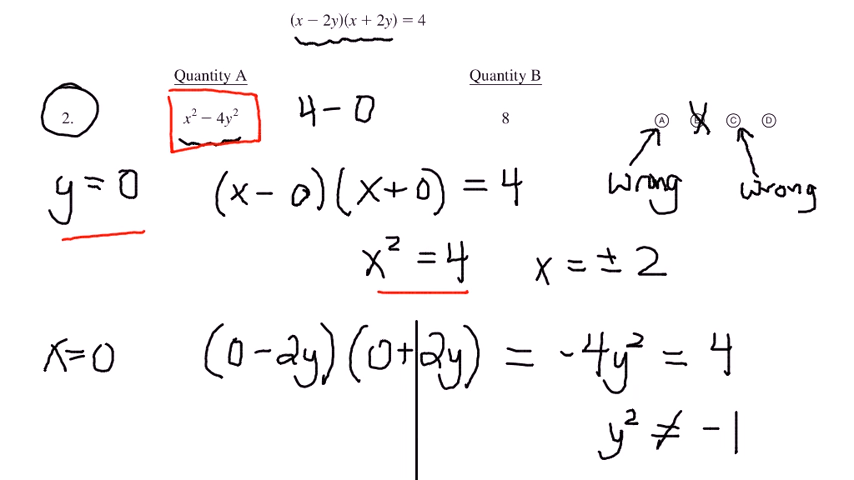 (x − 2y)(x + 2y) = 4
Quantity A Quantity B
2. x² − 4y² 4 − 0 8 A B C D
wrong wrong
y = 0 (x − 0)(x + 0) = 4
x² = 4 x = ± 2
x = 0 (0 − 2y)(0 + 2y) = -4y² = 4
y² ≠ −1